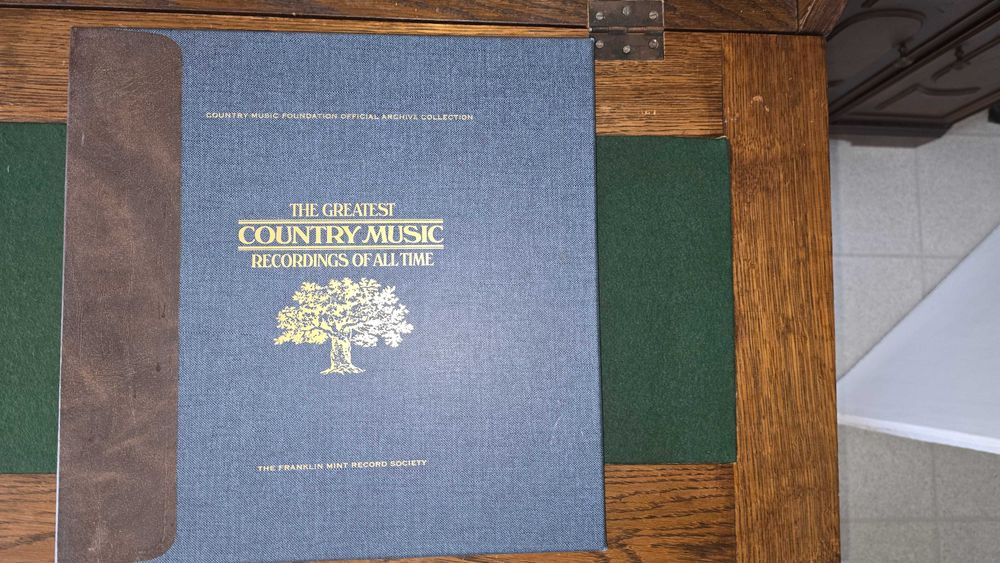 COUNTRY MUSIC FOUNDATION OFFICIAL ARCHIVE COLLECTION
THE GREATEST
COUNTRY MUSIC
RECORDINGS OF ALL TIME
THE FRANKLIN MINT RECORD SOCIETY